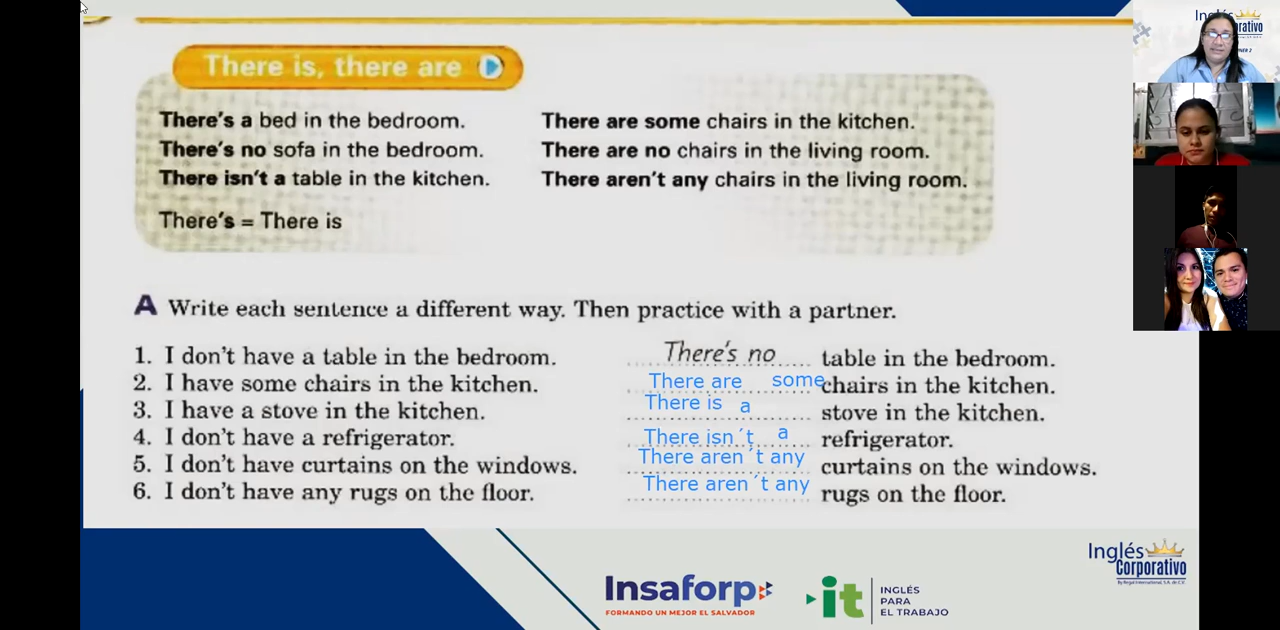 There is, there are
There's a bed in the bedroom.
There's no sofa in the bedroom.
There isn't a table in the kitchen.
There's = There is
There are some chairs in the kitchen.
There are no chairs in the living room.
There aren't any chairs in the living room.
A Write each sentence a different way. Then practice with a partner.
1. I don't have a table in the bedroom. There's no table in the bedroom.
2. I have some chairs in the kitchen. There are some chairs in the kitchen.
3. I have a stove in the kitchen. There is a stove in the kitchen.
4. I don't have a refrigerator. There isn´t a refrigerator.
5. I don't have curtains on the windows. There aren´t any curtains on the windows.
6. I don't have any rugs on the floor. There aren´t any rugs on the floor.
Insaforp
FORMANDO UN MEJOR EL SALVADOR
it
INGLÉS
PARA
EL TRABAJO
Inglés
Corporativo